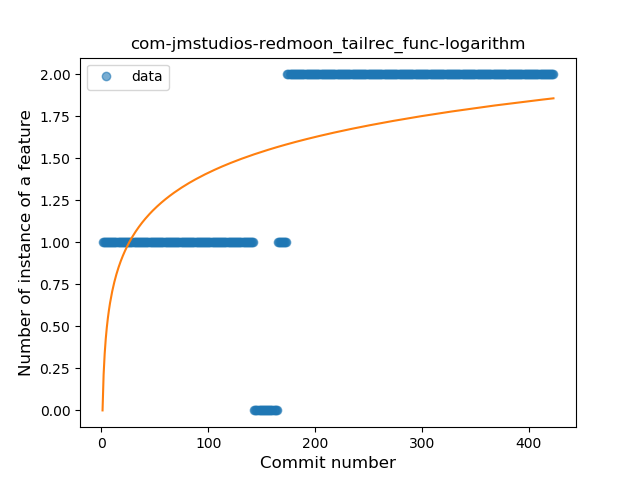 com-jmstudios-redmoon_tailrec_func-logarithm
data
Number of instance of a feature
2.00
1.75
1.50
1.25
1.00
0.75
0.50
0.25
0.00
0 100 200 300 400
Commit number